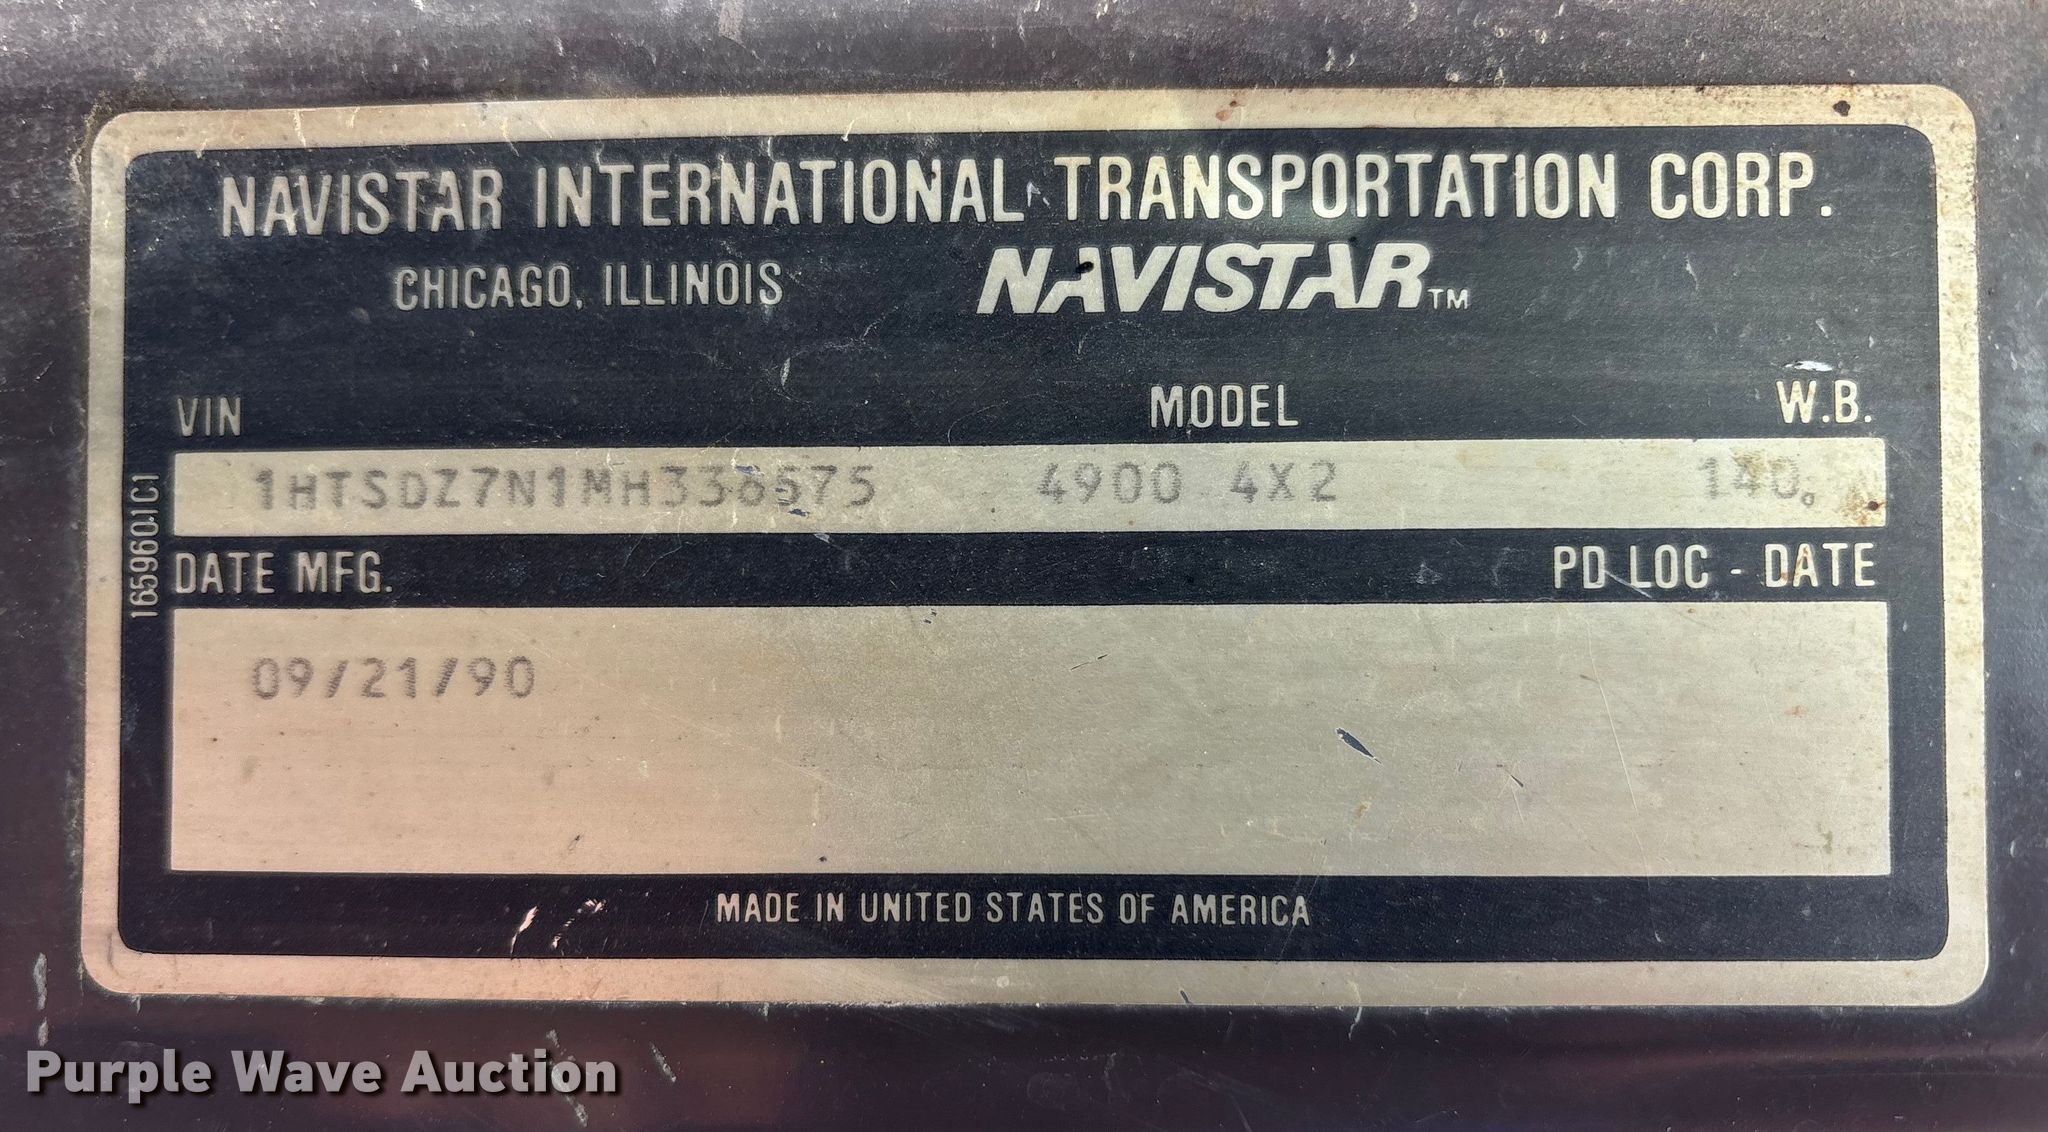 NAVISTAR INTERNATIONAL TRANSPORTATION CORP.
CHICAGO, ILLINOIS NAVISTAR™
VIN MODEL W.B.
1HTSDZ7N1MH336575 4900 4X2 140.
1659601C1
DATE MFG. PD LOC - DATE
09/21/90
MADE IN UNITED STATES OF AMERICA
Purple Wave Auction